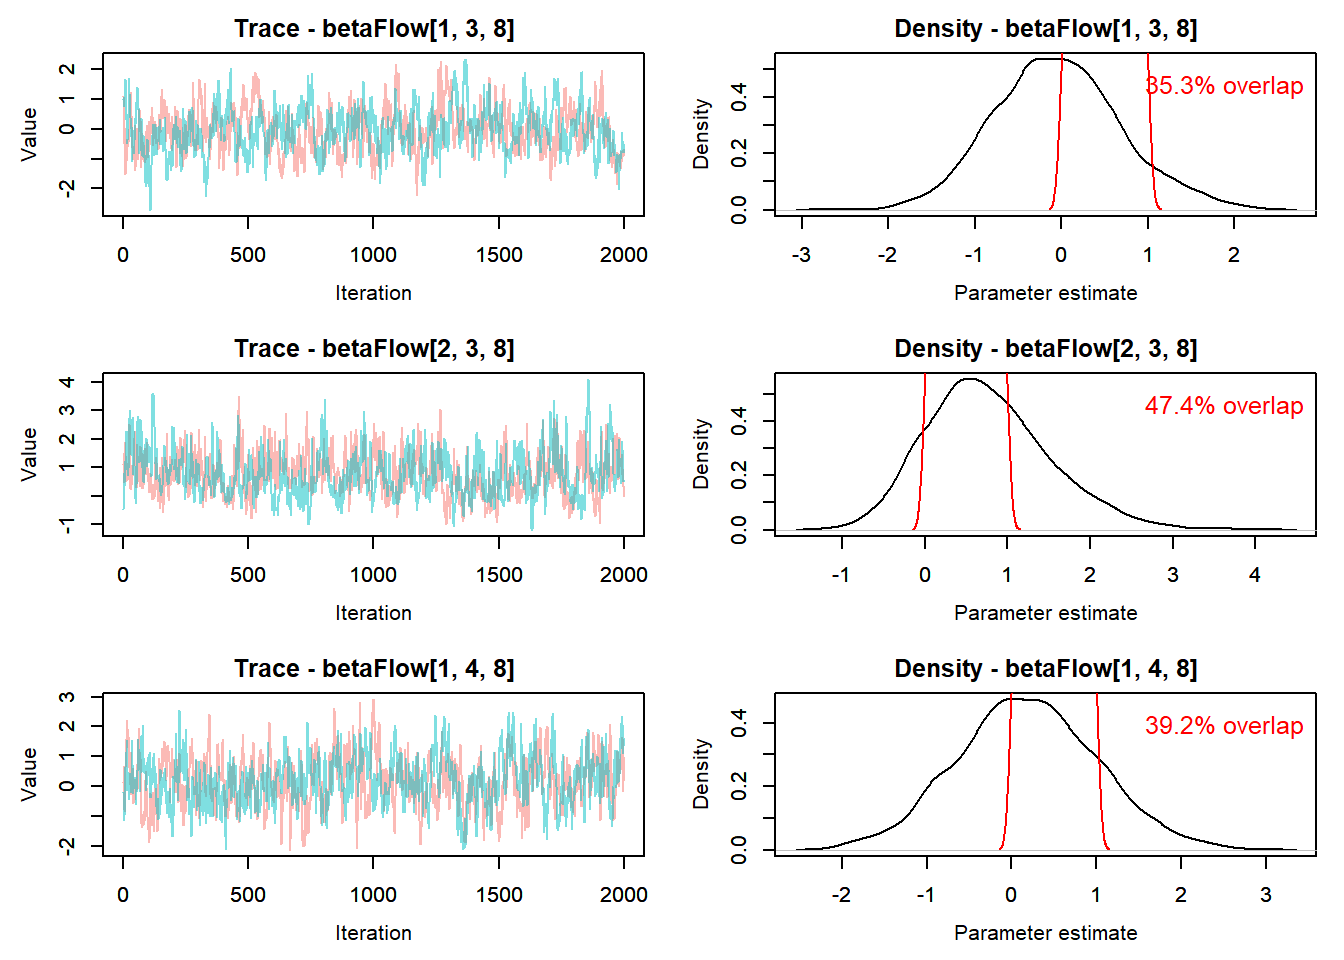 Trace - betaFlow[1, 3, 8]
Value
2
1
0
-2
0 500 1000 1500 2000
Iteration
Density - betaFlow[1, 3, 8]
Density
0.4
0.2
0.0
35.3% overlap
-3 -2 -1 0 1 2
Parameter estimate
Trace - betaFlow[2, 3, 8]
Value
4
3
2
1
-1
0 500 1000 1500 2000
Iteration
Density - betaFlow[2, 3, 8]
Density
0.4
0.2
0.0
47.4% overlap
-1 0 1 2 3 4
Parameter estimate
Trace - betaFlow[1, 4, 8]
Value
3
2
1
0
-2
0 500 1000 1500 2000
Iteration
Density - betaFlow[1, 4, 8]
Density
0.4
0.2
0.0
39.2% overlap
-2 -1 0 1 2 3
Parameter estimate